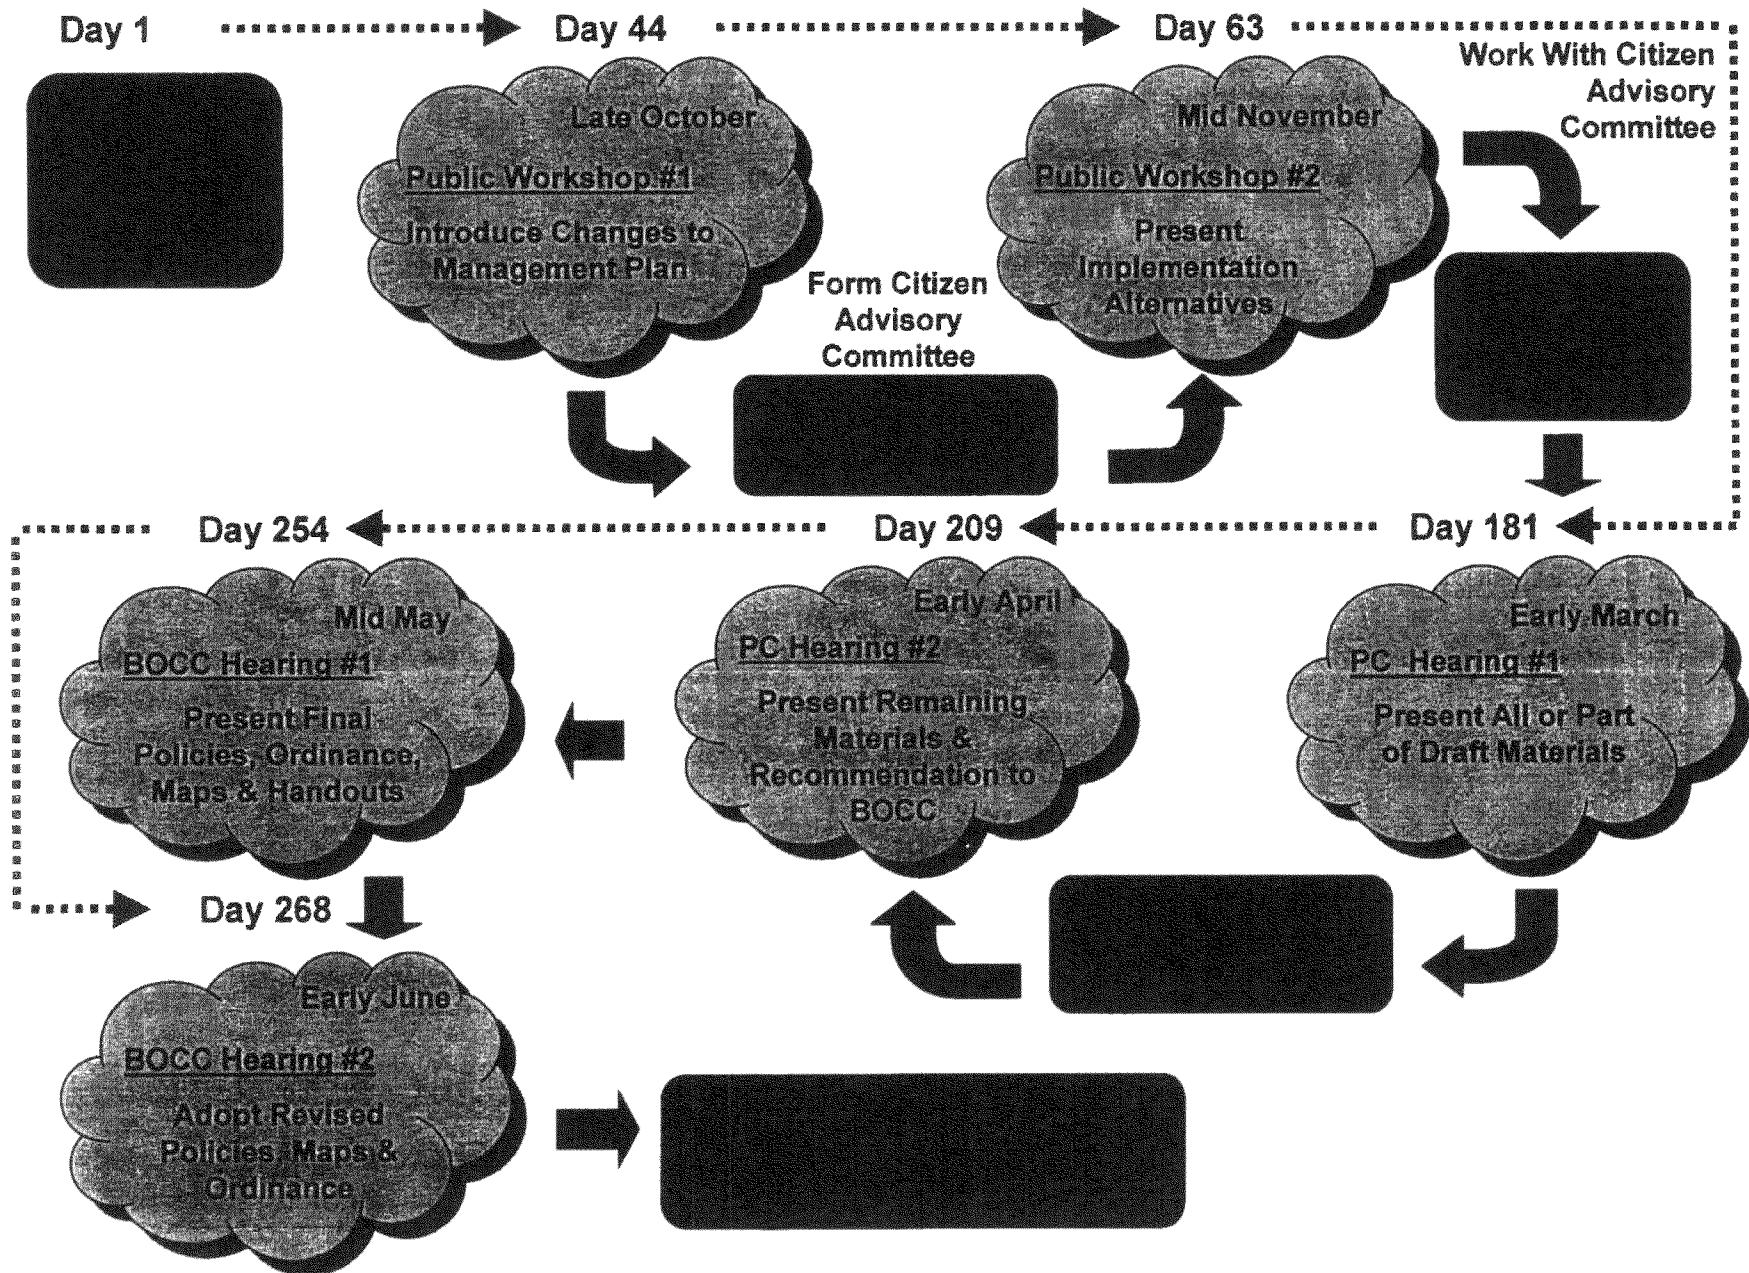 Day 1
Day 44
Day 63
Work With Citizen
Advisory
Committee
Late October
Public Workshop #1
Introduce Changes to
Management Plan
Form Citizen
Advisory
Committee
Mid November
Public Workshop #2
Present
Implementation
Alternatives
Day 254
Day 209
Day 181
Mid May
BOCC Hearing #1
Present Final
Policies, Ordinance,
Maps & Handouts
Early April
PC Hearing #2
Present Remaining
Materials &
Recommendation to
BOCC
Early March
PC Hearing #1
Present All or Part
of Draft Materials
Day 268
Early June
BOCC Hearing #2
Adopt Revised
Policies, Maps &
Ordinance